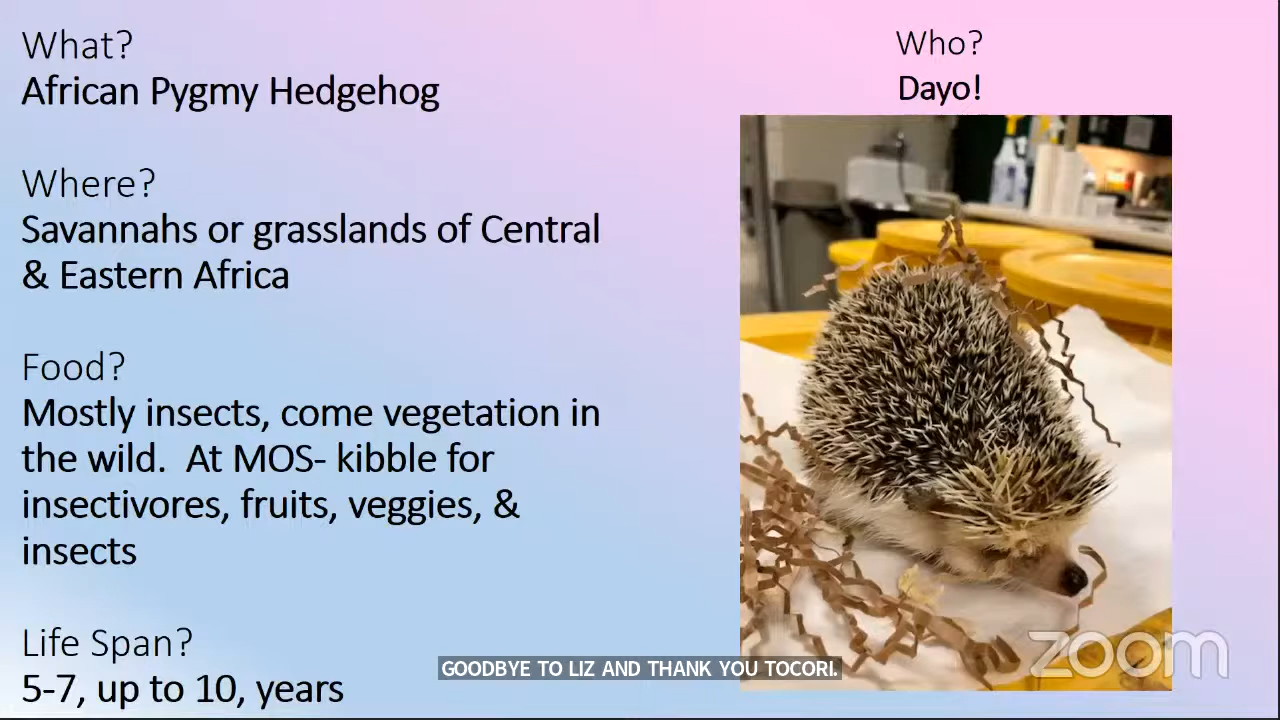 What?
African Pygmy Hedgehog
Where?
Savannahs or grasslands of Central
& Eastern Africa
Food?
Mostly insects, come vegetation in
the wild.  At MOS- kibble for
insectivores, fruits, veggies, &
insects
Life Span?
5-7, up to 10, years
Who?
Dayo!
GOODBYE TO LIZ AND THANK YOU TOCORI.
zoom